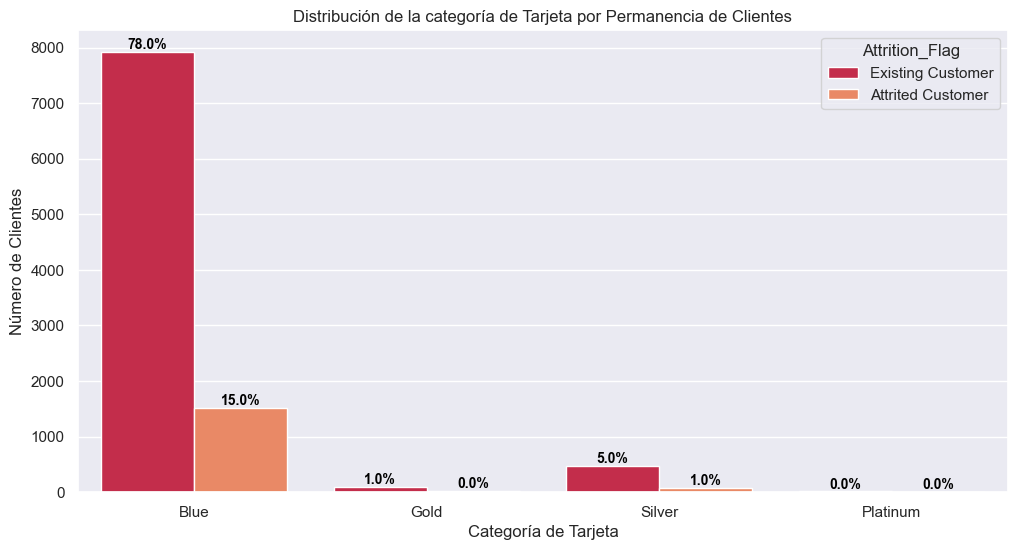 Distribución de la categoría de Tarjeta por Permanencia de Clientes
Attrition_Flag
Existing Customer
Attrited Customer
Número de Clientes
8000
7000
6000
5000
4000
3000
2000
1000
0
78.0%
15.0%
1.0%
0.0%
5.0%
1.0%
0.0%
0.0%
Blue
Gold
Silver
Platinum
Categoría de Tarjeta